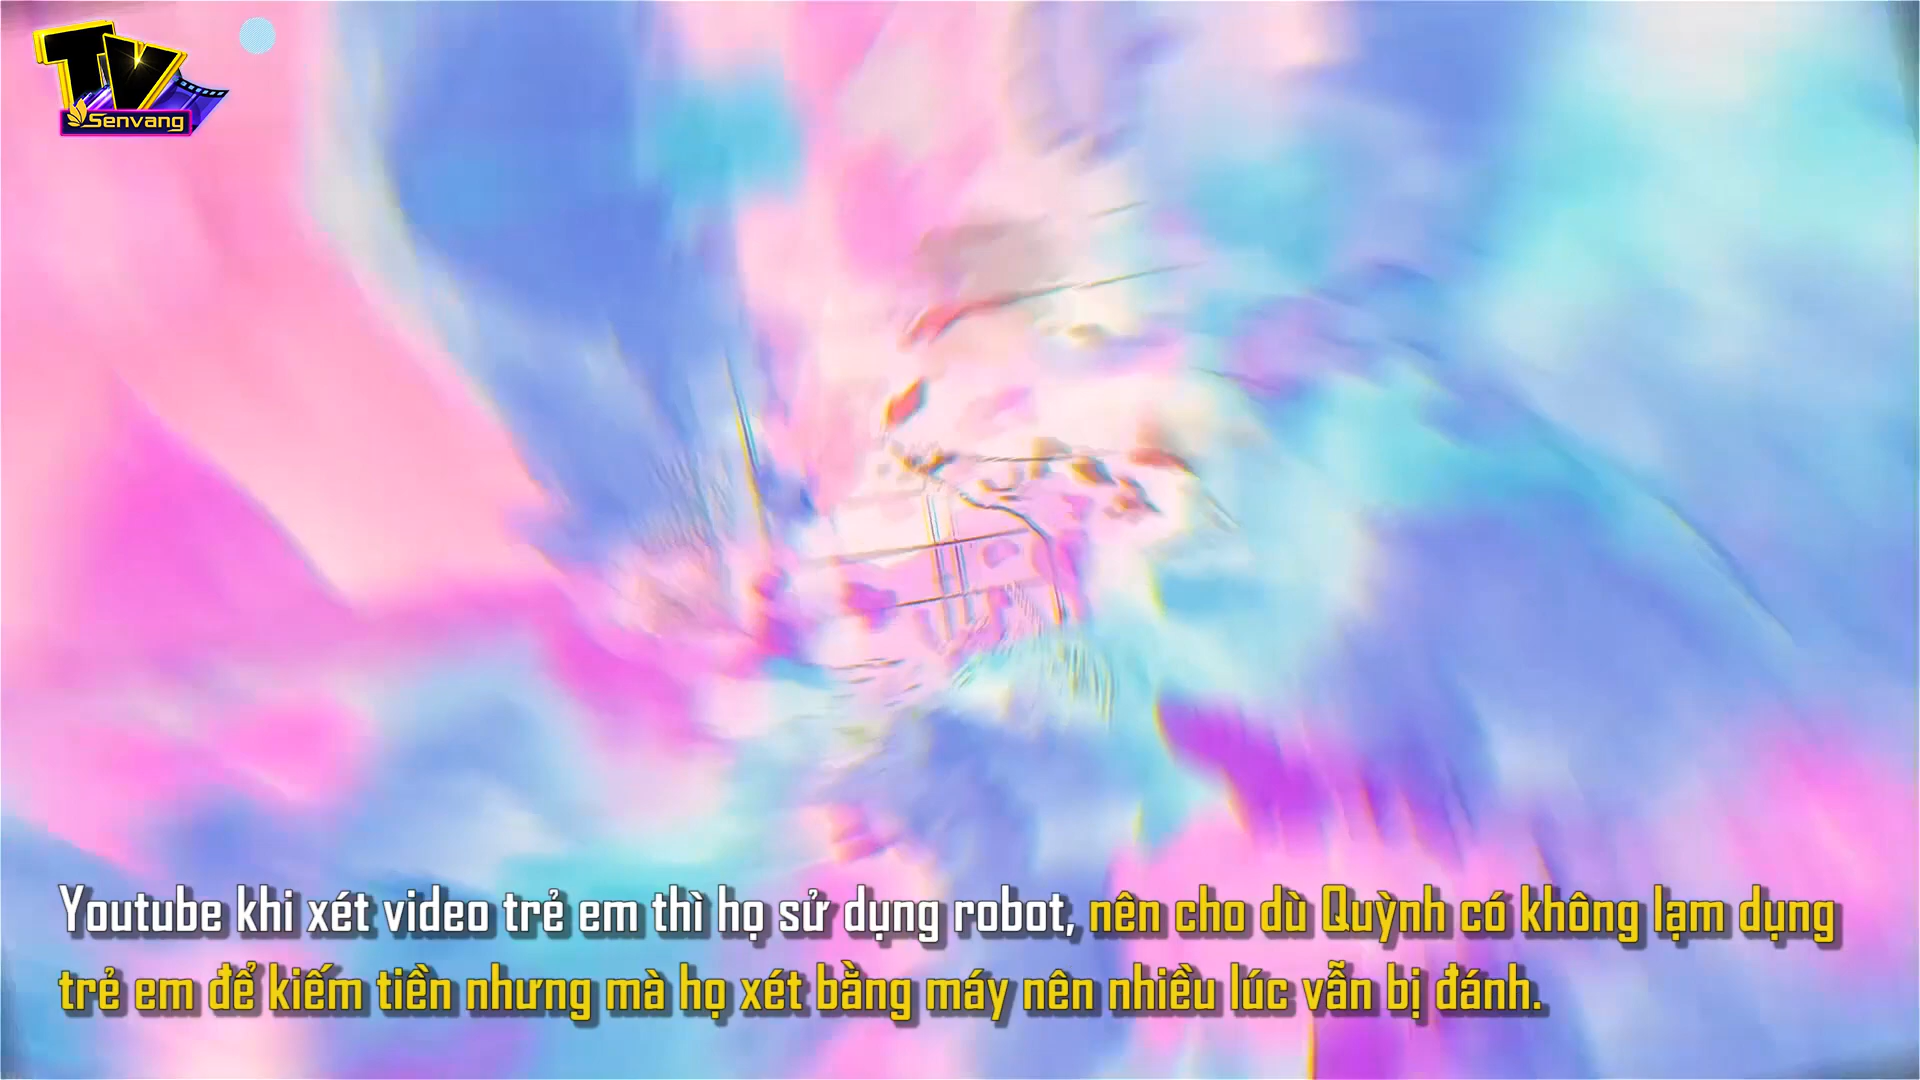 TV
Senvang
Youtube khi xét video trẻ em thì họ sử dụng robot, nên cho dù Quỳnh có không lạm dụng
trẻ em để kiếm tiền nhưng mà họ xét bằng máy nên nhiều lúc vẫn bị đánh.